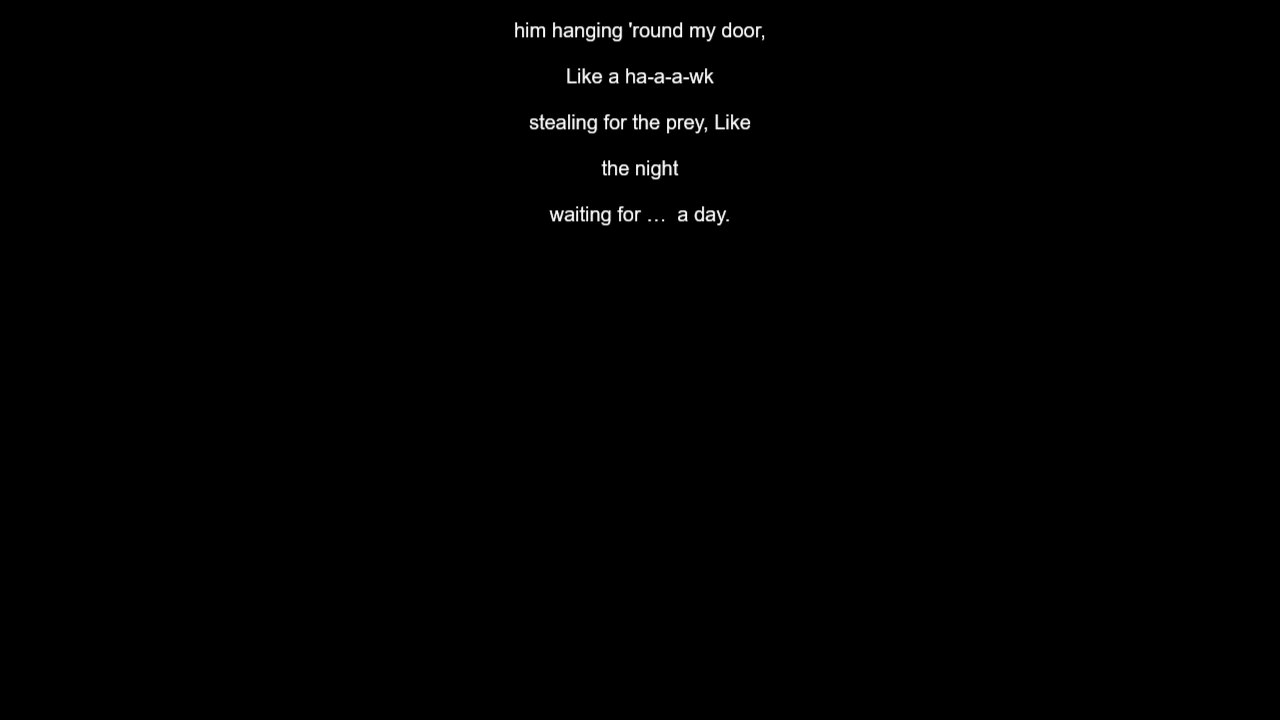 him hanging 'round my door,
Like a ha-a-a-wk
stealing for the prey, Like
the night
waiting for …  a day.